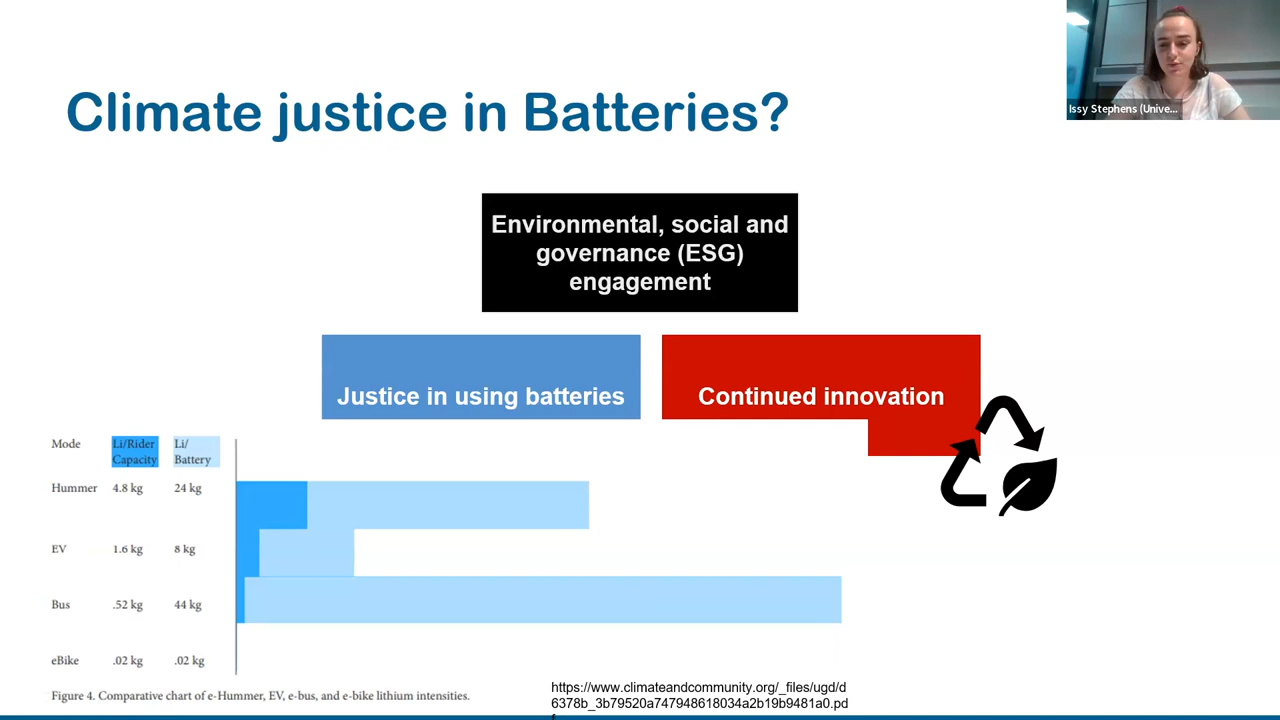 Climate justice in Batteries?
Issy Stephens (Unive...
Environmental, social and
governance (ESG)
engagement
Justice in using batteries
Continued innovation
Mode Li/Rider Li/
Capacity Battery
Hummer 4.8 kg 24 kg
EV 1.6 kg 8 kg
Bus .52 kg 44 kg
eBike .02 kg .02 kg
Figure 4. Comparative chart of e-Hummer, EV, e-bus, and e-bike lithium intensities.
https://www.climateandcommunity.org/_files/ugd/d
6378b_3b79520a747948618034a2b19b9481a0.pd